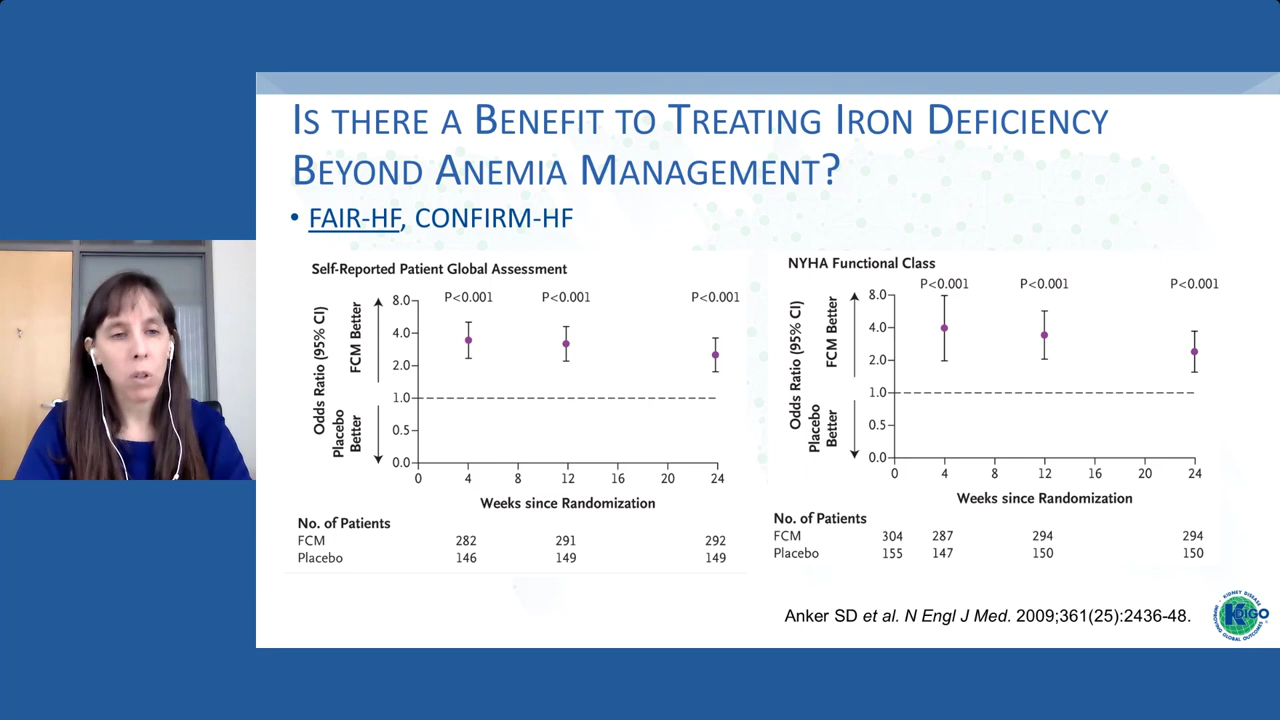 IS THERE A BENEFIT TO TREATING IRON DEFICIENCY
BEYOND ANEMIA MANAGEMENT?
• FAIR-HF, CONFIRM-HF
Self-Reported Patient Global Assessment
P<0.001 P<0.001 P<0.001
Odds Ratio (95% CI)
Placebo Better
FCM Better
8.0
4.0
2.0
1.0
0.5
0.0
0 4 8 12 16 20 24
Weeks since Randomization
No. of Patients
FCM 282 291 292
Placebo 146 149 149
NYHA Functional Class
P<0.001 P<0.001 P<0.001
Odds Ratio (95% CI)
Placebo Better
FCM Better
8.0
4.0
2.0
1.0
0.5
0.0
0 4 8 12 16 20 24
Weeks since Randomization
No. of Patients
FCM 304 287 294 294
Placebo 155 147 150 150
Anker SD et al. N Engl J Med. 2009;361(25):2436-48.
KIDNEY DISEASE
KDIGO
IMPROVING GLOBAL OUTCOMES